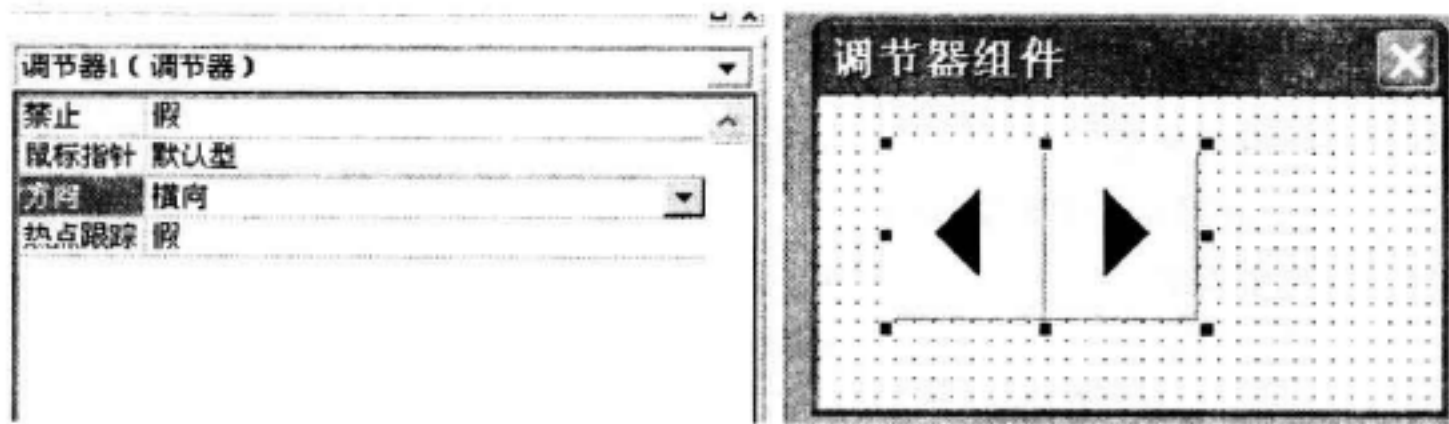 调节器1（调节器）
禁止 假
鼠标指针 默认型
方向 横向
热点跟踪 假
调节器组件